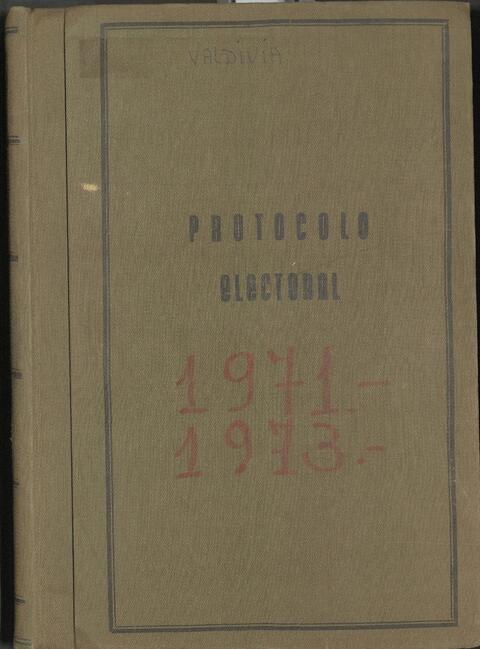 VALDIVIA
PROTOCOLO
ELECTORAL
1971.-
1973.-